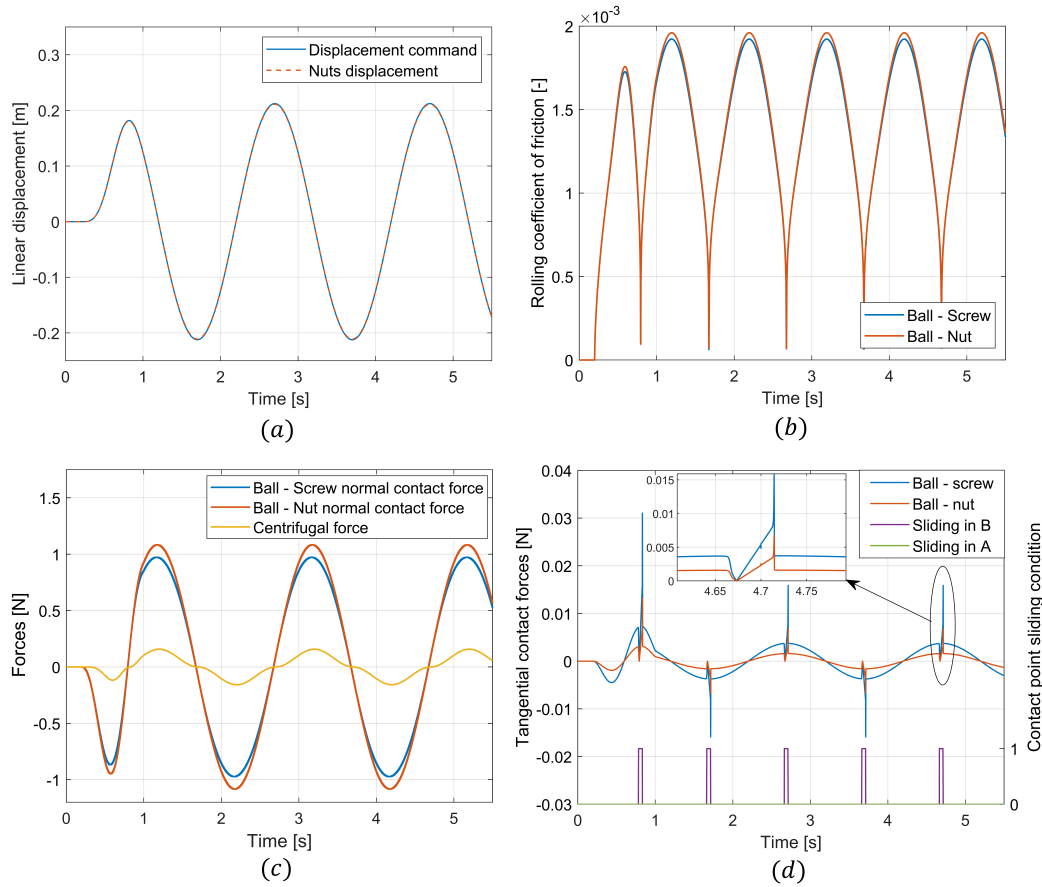 Linear displacement [m]
0.3
0.2
0.1
0
-0.1
-0.2
Displacement command
Nuts displacement
0 1 2 3 4 5
Time [s]
(a)
×10-3
Rolling coefficient of friction [-]
2
1.5
1
0.5
0
Ball - Screw
Ball - Nut
0 1 2 3 4 5
Time [s]
(b)
Forces [N]
1.5
1
0.5
0
-0.5
-1
Ball - Screw normal contact force
Ball - Nut normal contact force
Centrifugal force
0 1 2 3 4 5
Time [s]
(c)
Tangential contact forces [N]
0.04
0.03
0.02
0.01
0
-0.01
-0.02
-0.03
0.015
0.01
0.005
0
4.65 4.7 4.75
Ball - screw
Ball - nut
Sliding in B
Sliding in A
Contact point sliding condition
1
0
0 1 2 3 4 5
Time [s]
(d)